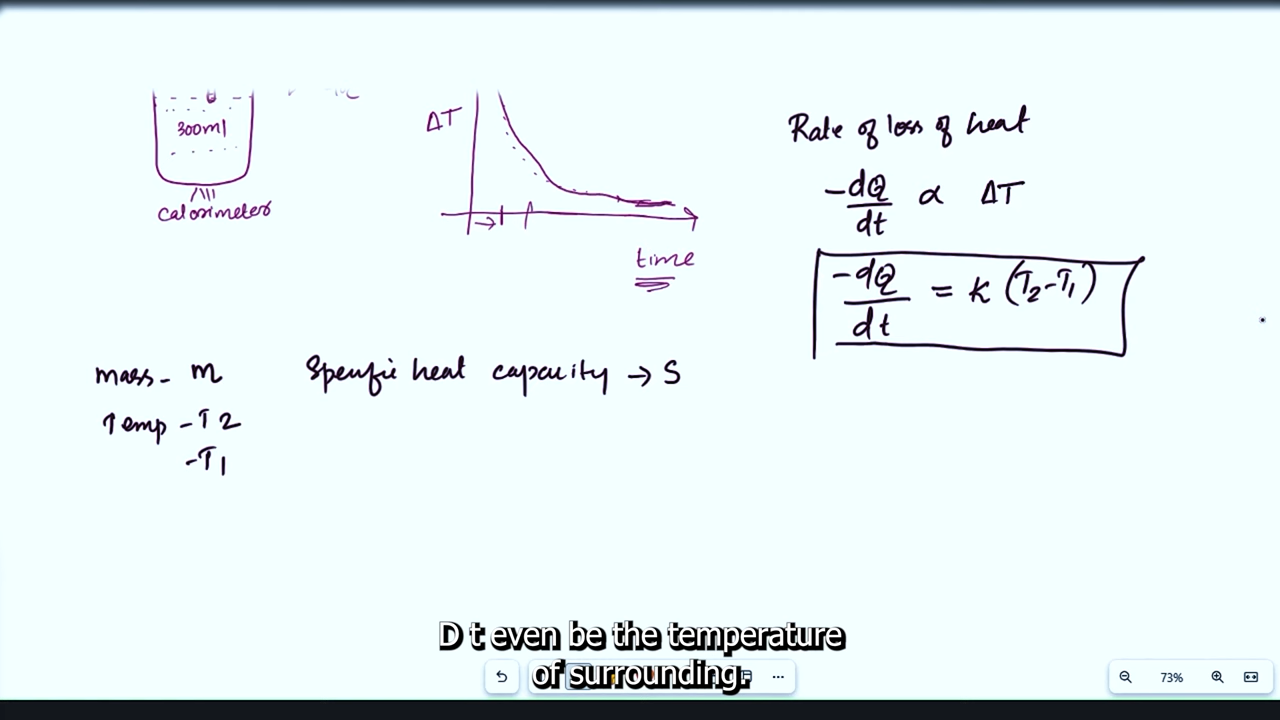 300ml
Calorimeter
ΔT
time
Rate of loss of heat
-dQ/dt ∝ ΔT
-dQ/dt = K (T₂-T₁)
mass - m
Specific heat capacity → S
Temp - T2
- T1
D t even be the temperature
of surrounding.
73%